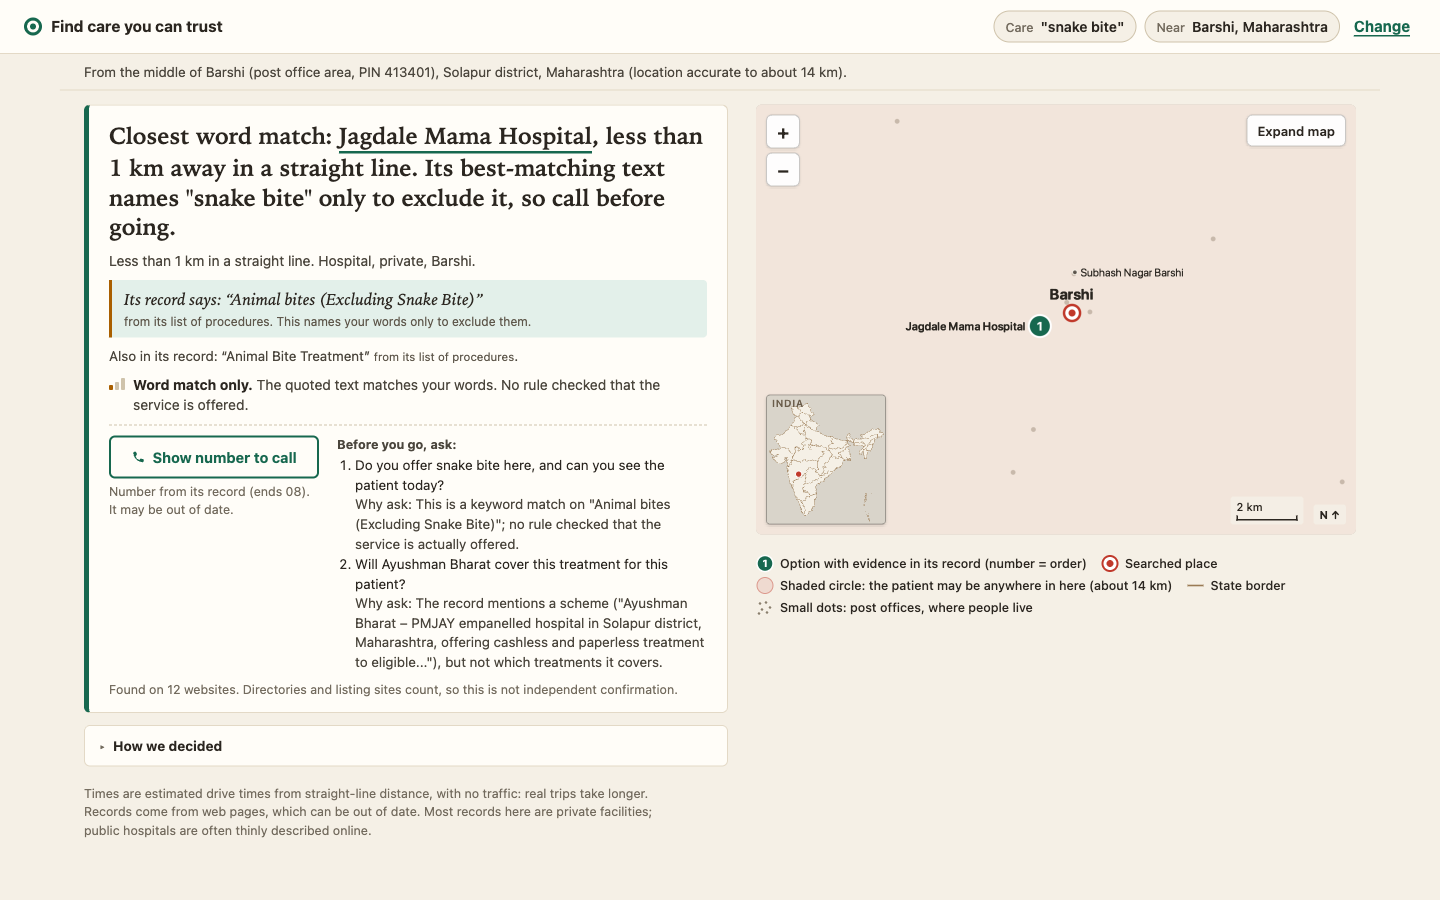 Find care you can trust
Care "snake bite"
Near Barshi, Maharashtra
Change
From the middle of Barshi (post office area, PIN 413401), Solapur district, Maharashtra (location accurate to about 14 km).
Closest word match: Jagdale Mama Hospital, less than
1 km away in a straight line. Its best-matching text
names "snake bite" only to exclude it, so call before
going.
Less than 1 km in a straight line. Hospital, private, Barshi.
Its record says: “Animal bites (Excluding Snake Bite)”
from its list of procedures. This names your words only to exclude them.
Also in its record: “Animal Bite Treatment” from its list of procedures.
Word match only. The quoted text matches your words. No rule checked that the
service is offered.
Show number to call
Number from its record (ends 08).
It may be out of date.
Before you go, ask:
1. Do you offer snake bite here, and can you see the
patient today?
Why ask: This is a keyword match on "Animal bites
(Excluding Snake Bite)"; no rule checked that the
service is actually offered.
2. Will Ayushman Bharat cover this treatment for this
patient?
Why ask: The record mentions a scheme ("Ayushman
Bharat – PMJAY empanelled hospital in Solapur district,
Maharashtra, offering cashless and paperless treatment
to eligible..."), but not which treatments it covers.
Found on 12 websites. Directories and listing sites count, so this is not independent confirmation.
How we decided
Times are estimated drive times from straight-line distance, with no traffic: real trips take longer.
Records come from web pages, which can be out of date. Most records here are private facilities;
public hospitals are often thinly described online.
+
−
Expand map
Subhash Nagar Barshi
Barshi
Jagdale Mama Hospital 1
INDIA
2 km
N ↑
1 Option with evidence in its record (number = order)
Searched place
Shaded circle: the patient may be anywhere in here (about 14 km)
State border
Small dots: post offices, where people live